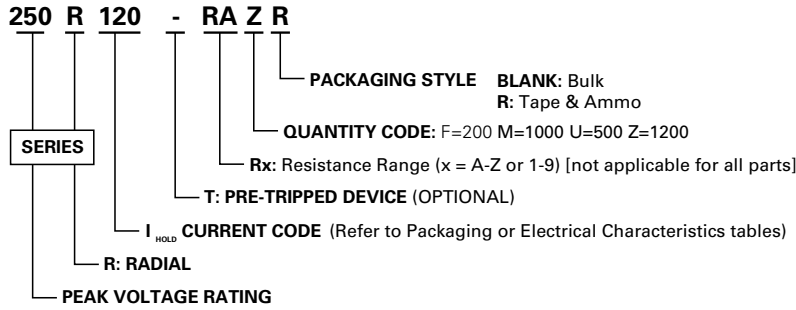 250 R 120 - RA Z R
PACKAGING STYLE BLANK: Bulk
R: Tape & Ammo
QUANTITY CODE: F=200 M=1000 U=500 Z=1200
SERIES
Rx: Resistance Range (x = A-Z or 1-9) [not applicable for all parts]
T: PRE-TRIPPED DEVICE (OPTIONAL)
I HOLD CURRENT CODE (Refer to Packaging or Electrical Characteristics tables)
R: RADIAL
PEAK VOLTAGE RATING